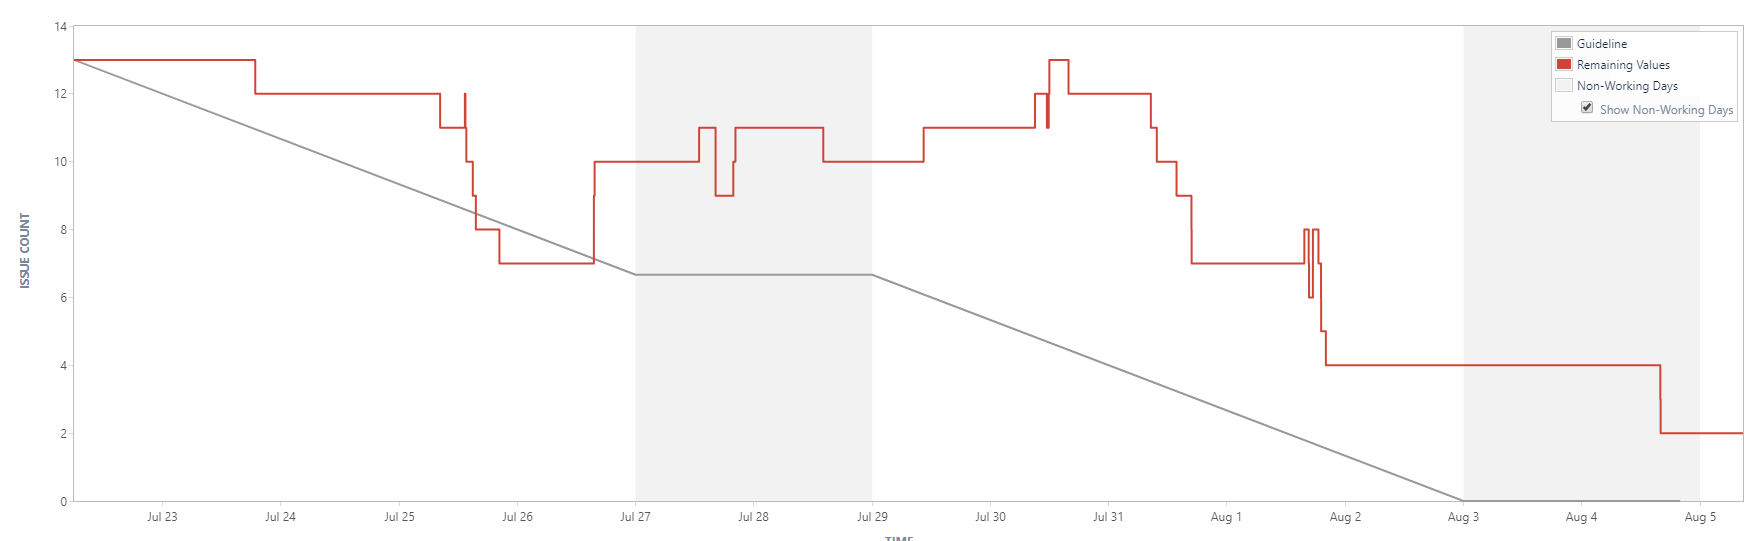 14
12
10
8
6
4
2
0
ISSUE COUNT
Guideline
Remaining Values
Non-Working Days
Show Non-Working Days
Jul 23 Jul 24 Jul 25 Jul 26 Jul 27 Jul 28 Jul 29 Jul 30 Jul 31 Aug 1 Aug 2 Aug 3 Aug 4 Aug 5
TIME